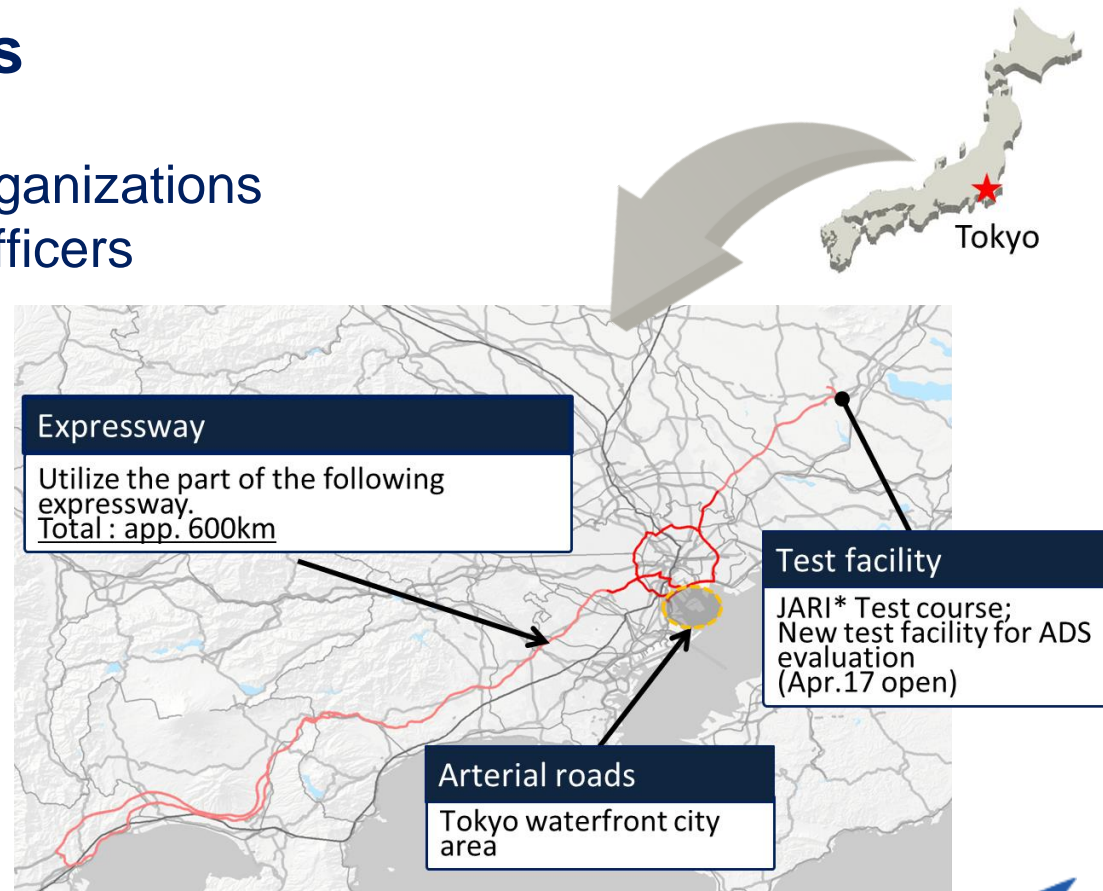 s
ganizations
fficers
Tokyo
Expressway
Utilize the part of the following
expressway.
Total : app. 600km
Test facility
JARI* Test course;
New test facility for ADS
evaluation
(Apr.17 open)
Arterial roads
Tokyo waterfront city
area